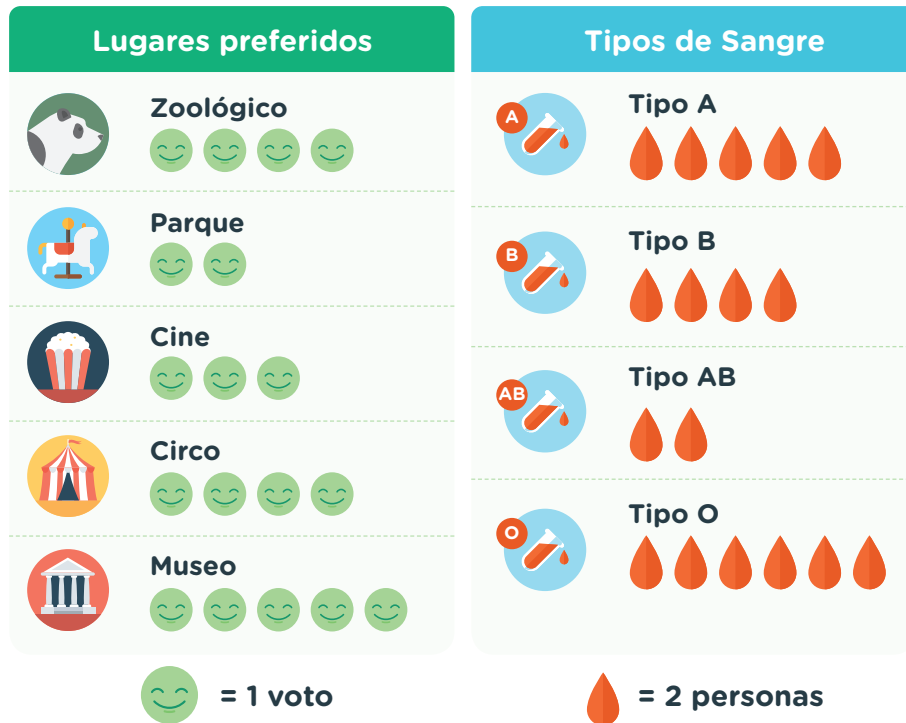 Lugares preferidos
Zoológico
Parque
Cine
Circo
Museo
= 1 voto
Tipos de Sangre
A
Tipo A
B
Tipo B
AB
Tipo AB
O
Tipo O
= 2 personas